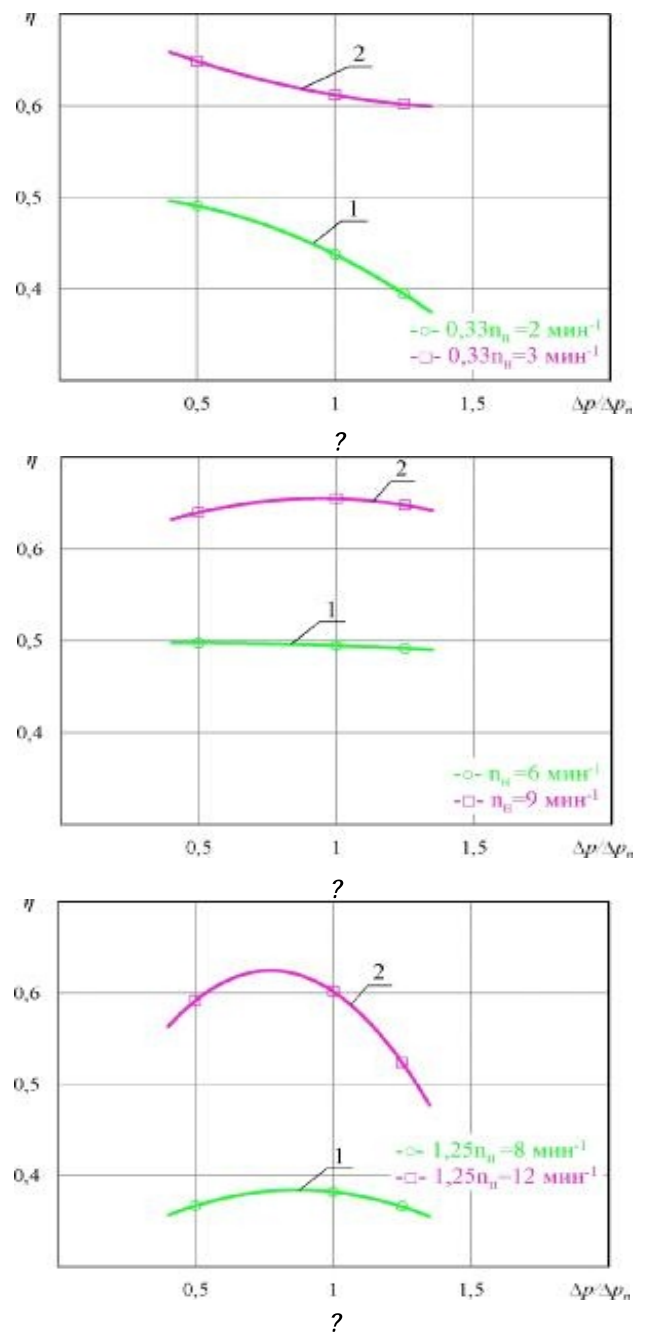 η
2
0,6
0,5
1
0,4
-○- 0,33nн =2 мин-1
-□- 0,33nн=3 мин-1
0,5 1 1,5 Δp/Δpn
?
η
2
0,6
1
0,5
0,4
-○- nн =6 мин-1
-□- nн=9 мин-1
0,5 1 1,5 Δp/Δpn
?
η
2
0,6
0,5
1
-○- 1,25nн=8 мин-1
0,4
-□- 1,25nн=12 мин-1
0,5 1 1,5 Δp/Δpn
?